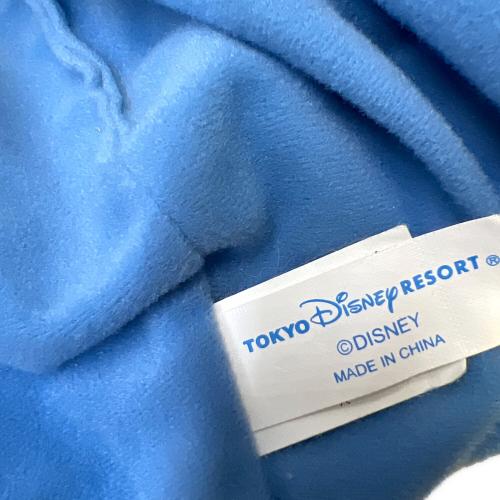 TOKYO DISNEY RESORT ®
©DISNEY
MADE IN CHINA